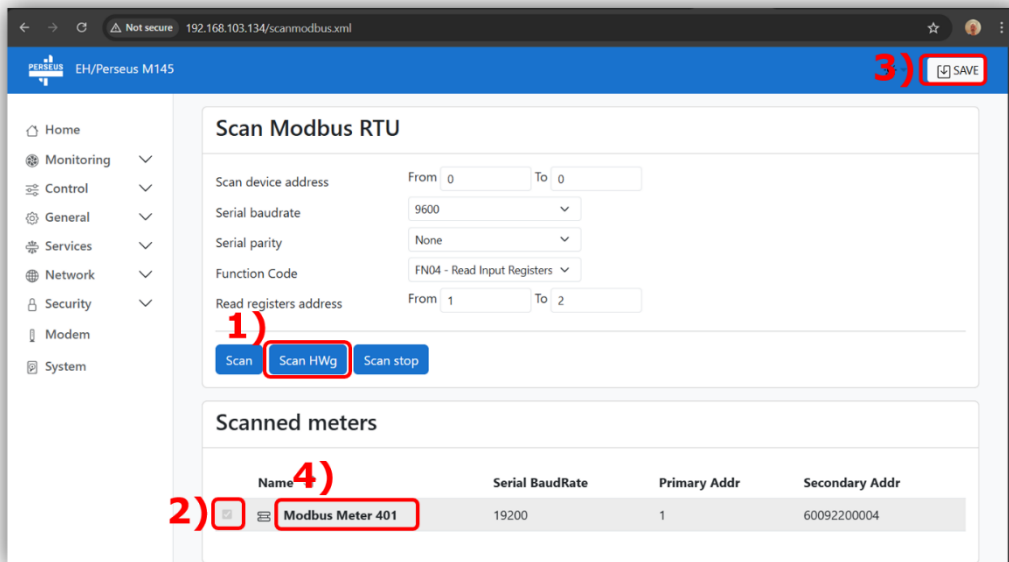 Not secure 192.168.103.134/scanmodbus.xml
PERSEUS EH/Perseus M145 3) SAVE
Home
Monitoring
Control
General
Services
Network
Security
Modem
System
Scan Modbus RTU
Scan device address From 0 To 0
Serial baudrate 9600
Serial parity None
Function Code FN04 - Read Input Registers
Read registers address From 1 To 2
1)
Scan Scan HWg Scan stop
Scanned meters
Name 4) Serial BaudRate Primary Addr Secondary Addr
2) Modbus Meter 401 19200 1 60092200004